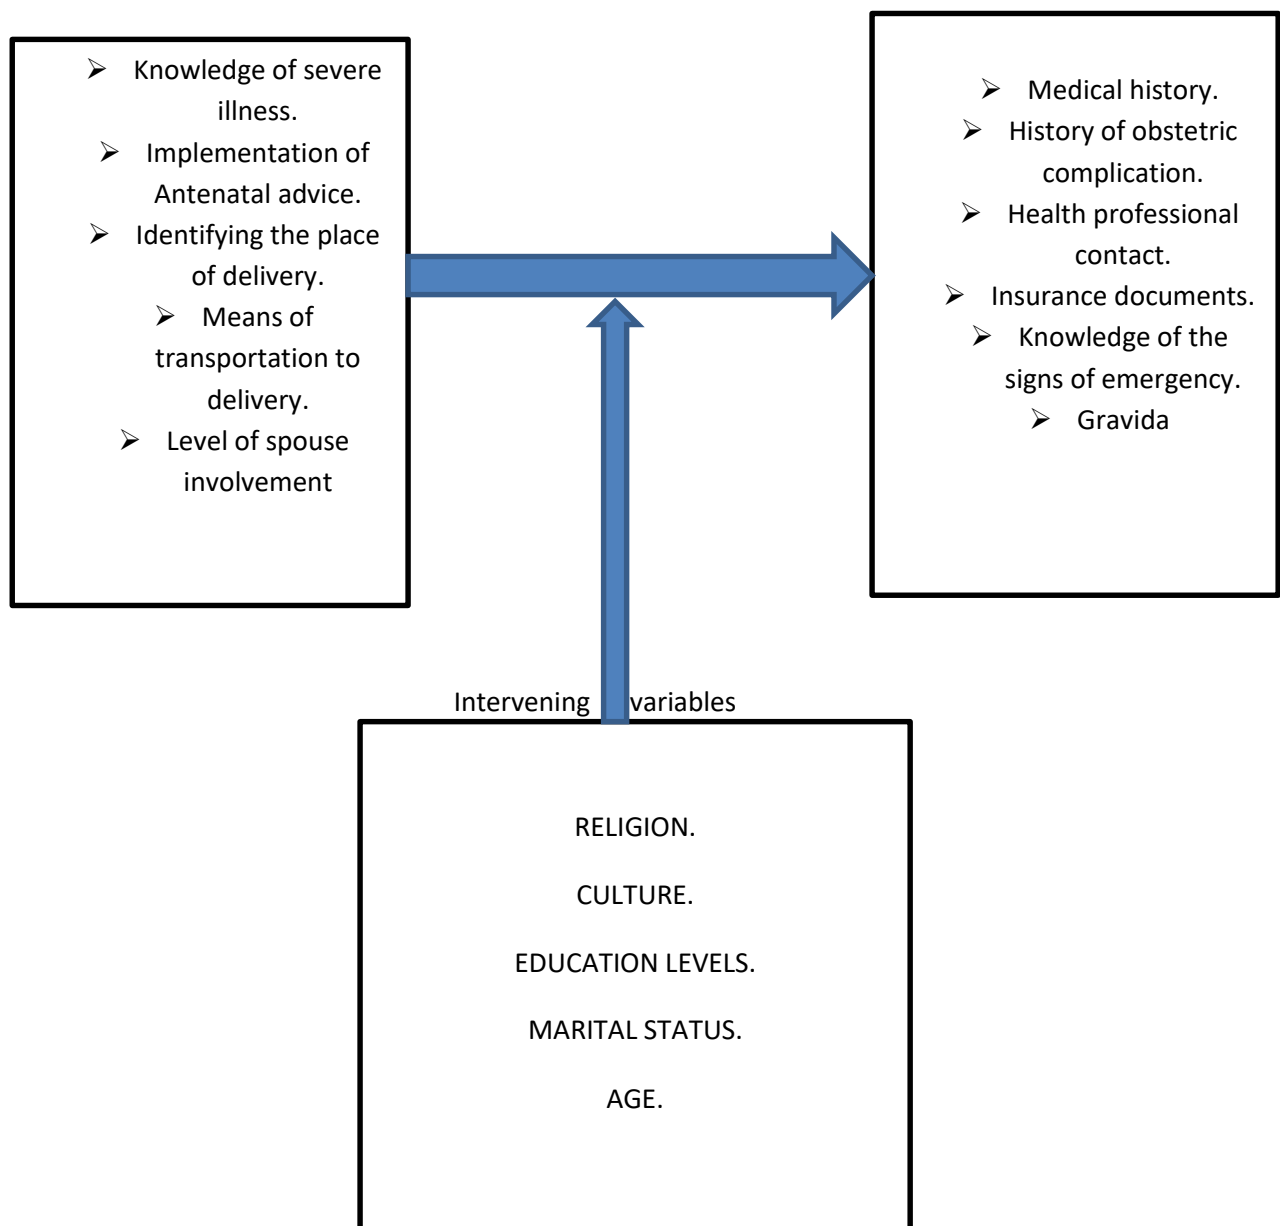 ➢ Knowledge of severe
illness.
➢ Implementation of
Antenatal advice.
➢ Identifying the place
of delivery.
➢ Means of
transportation to
delivery.
➢ Level of spouse
involvement
➢ Medical history.
➢ History of obstetric
complication.
➢ Health professional
contact.
➢ Insurance documents.
➢ Knowledge of the
signs of emergency.
➢ Gravida
Intervening variables
RELIGION.
CULTURE.
EDUCATION LEVELS.
MARITAL STATUS.
AGE.